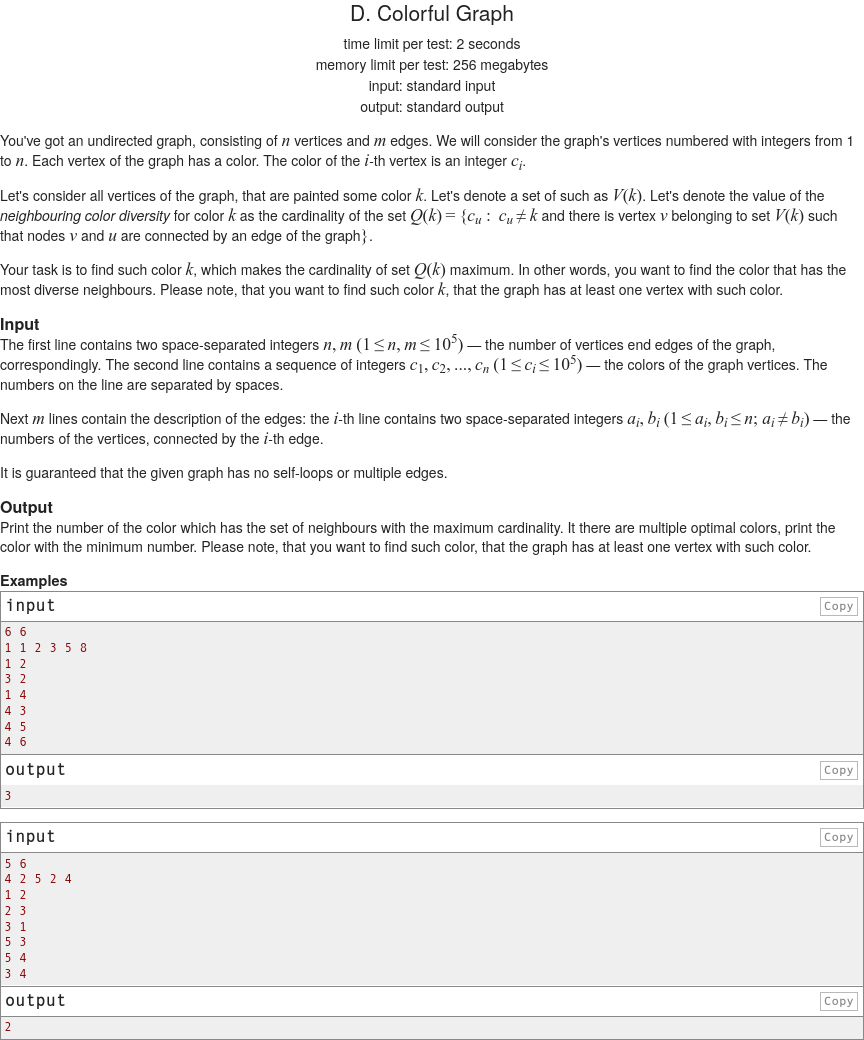 D. Colorful Graph
time limit per test: 2 seconds
memory limit per test: 256 megabytes
input: standard input
output: standard output
You've got an undirected graph, consisting of n vertices and m edges. We will consider the graph's vertices numbered with integers from 1
to n. Each vertex of the graph has a color. The color of the i-th vertex is an integer c_i.
Let's consider all vertices of the graph, that are painted some color k. Let's denote a set of such as V(k). Let's denote the value of the
neighbouring color diversity for color k as the cardinality of the set Q(k) = {c_u :  c_u ≠ k and there is vertex v belonging to set V(k) such
that nodes v and u are connected by an edge of the graph}.
Your task is to find such color k, which makes the cardinality of set Q(k) maximum. In other words, you want to find the color that has the
most diverse neighbours. Please note, that you want to find such color k, that the graph has at least one vertex with such color.
Input
The first line contains two space-separated integers n, m (1 ≤ n, m ≤ 10^5) — the number of vertices end edges of the graph,
correspondingly. The second line contains a sequence of integers c_1, c_2, ..., c_n (1 ≤ c_i ≤ 10^5) — the colors of the graph vertices. The
numbers on the line are separated by spaces.
Next m lines contain the description of the edges: the i-th line contains two space-separated integers a_i, b_i (1 ≤ a_i, b_i ≤ n; a_i ≠ b_i) — the
numbers of the vertices, connected by the i-th edge.
It is guaranteed that the given graph has no self-loops or multiple edges.
Output
Print the number of the color which has the set of neighbours with the maximum cardinality. It there are multiple optimal colors, print the
color with the minimum number. Please note, that you want to find such color, that the graph has at least one vertex with such color.
Examples
input Copy
6 6
1 1 2 3 5 8
1 2
3 2
1 4
4 3
4 5
4 6
output Copy
3
input Copy
5 6
4 2 5 2 4
1 2
2 3
3 1
5 3
5 4
3 4
output Copy
2